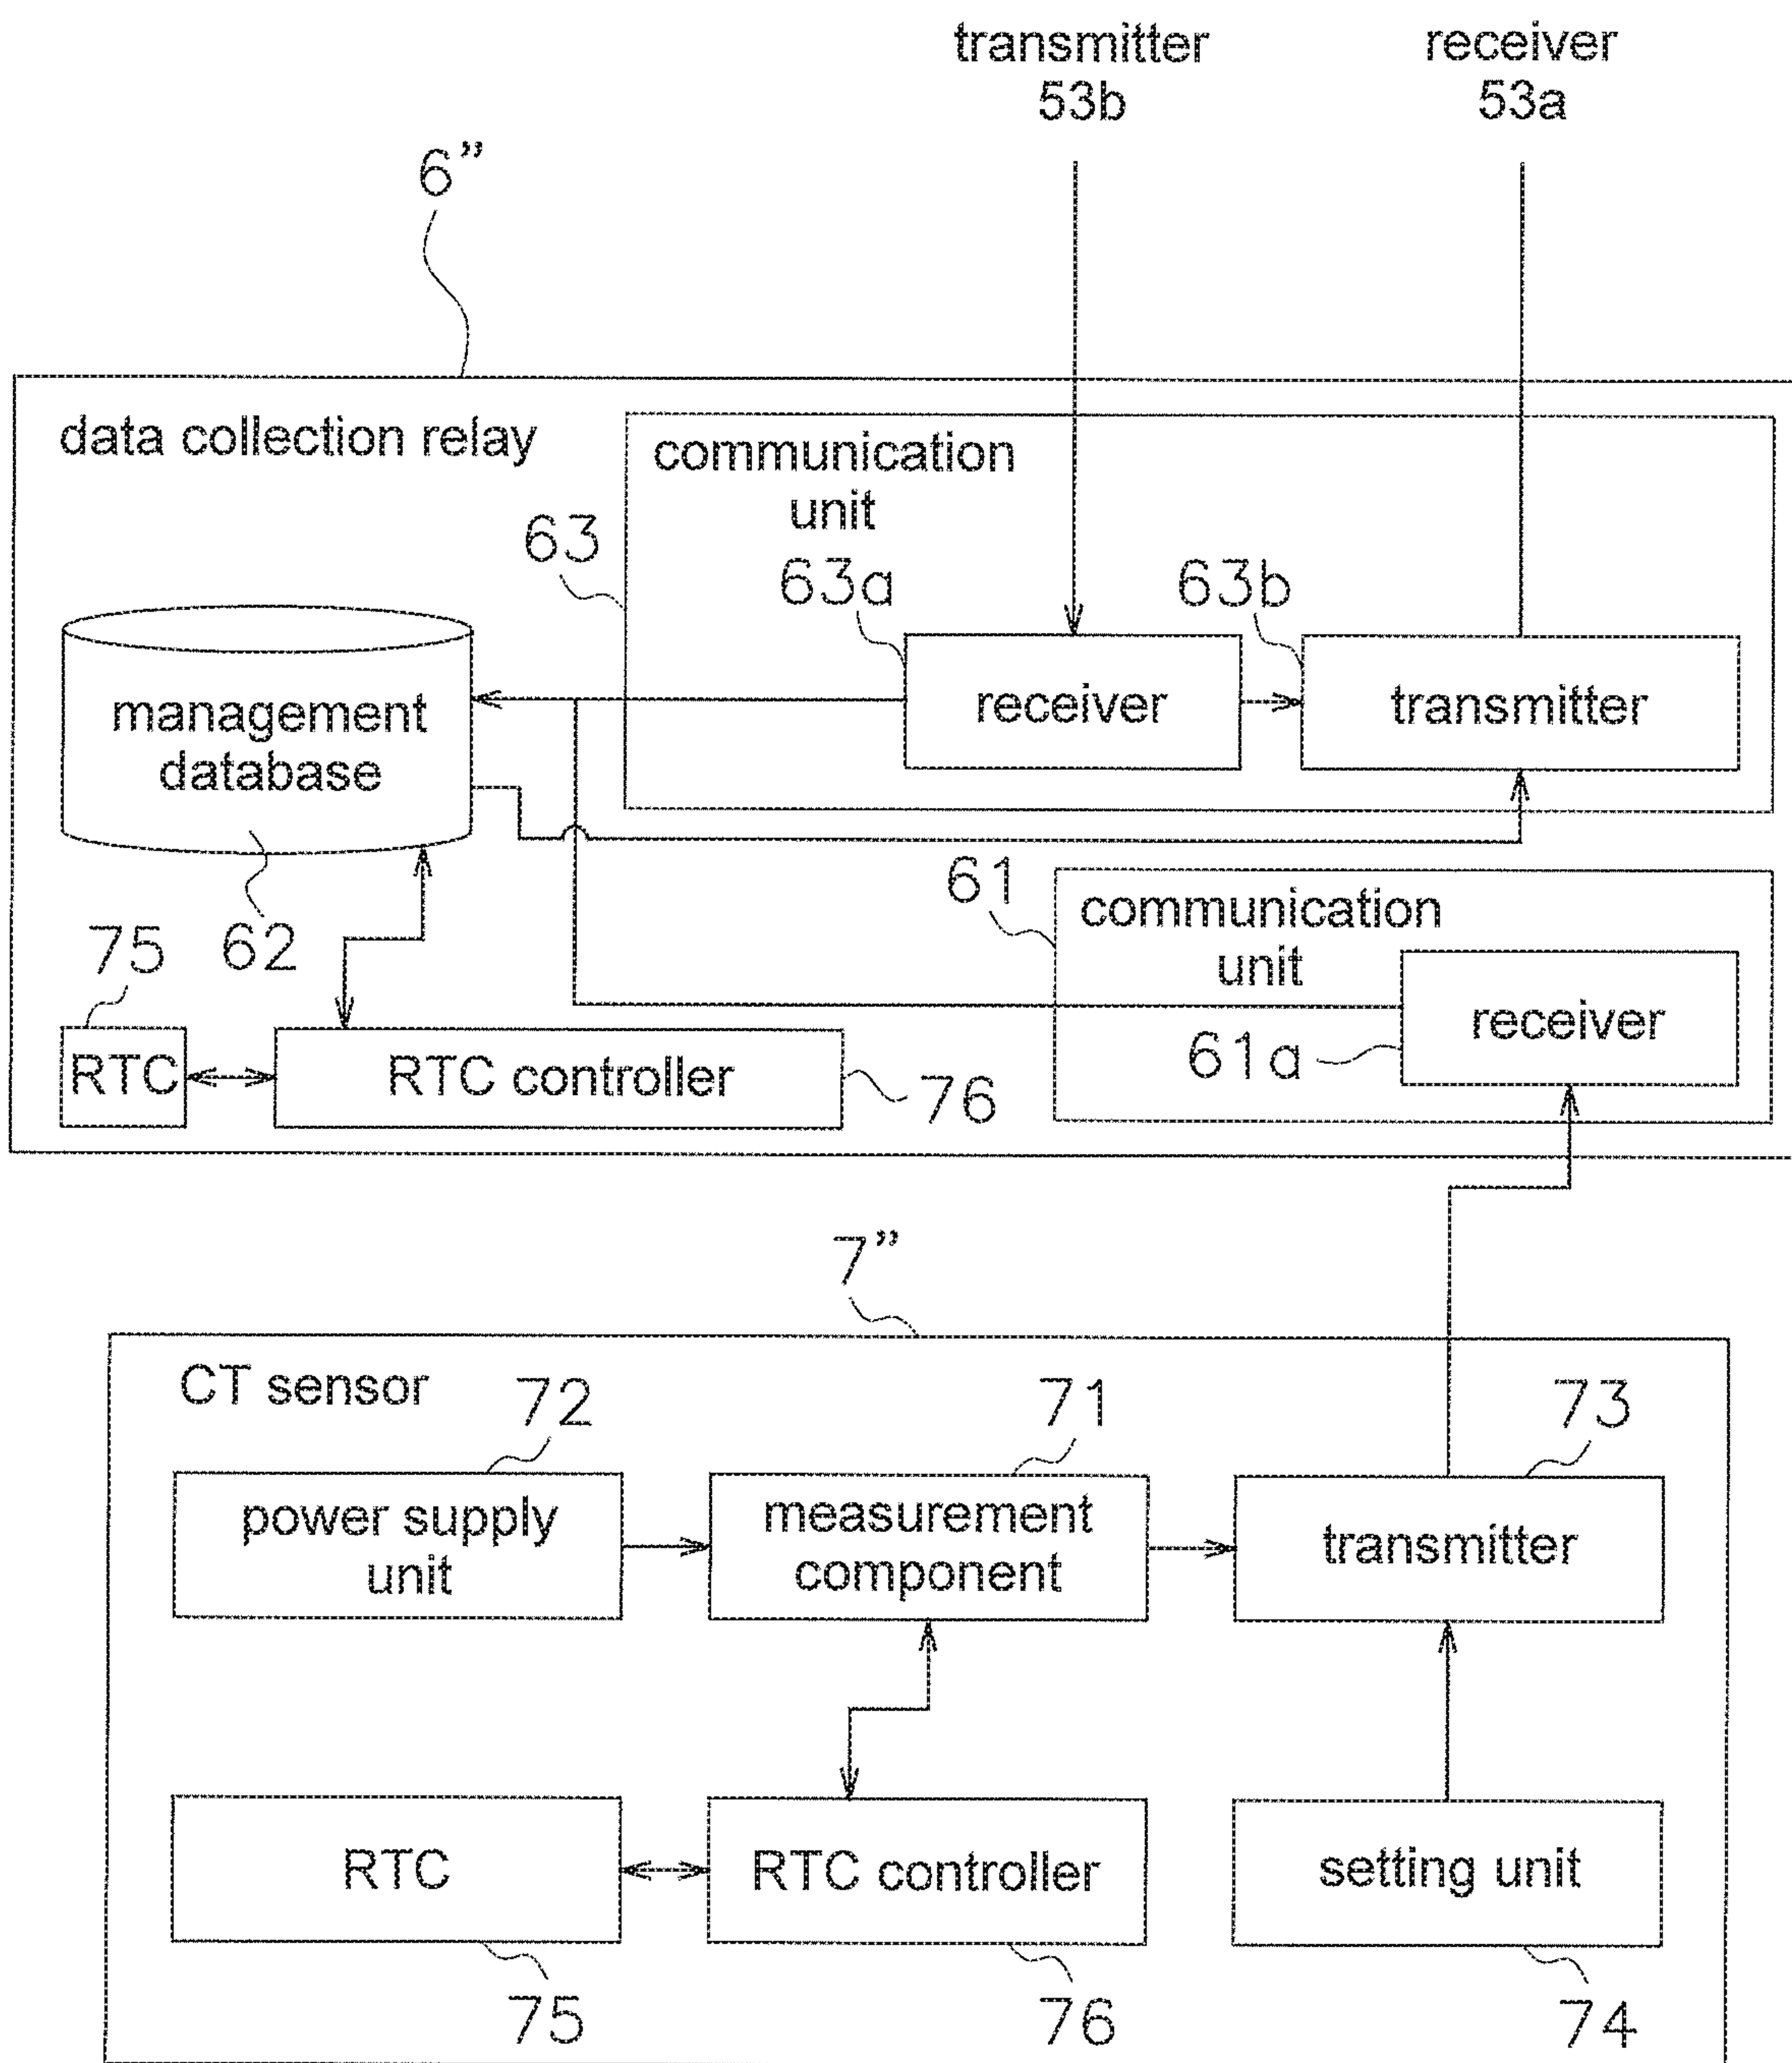 transmitter
53b
receiver
53a
6”
data collection relay
communication
unit
63
63a
63b
receiver
transmitter
management
database
62
61
communication
unit
receiver
61a
75
RTC
RTC controller
76
7”
CT sensor
72
71
73
power supply
unit
measurement
component
transmitter
RTC
RTC controller
setting unit
75
76
74